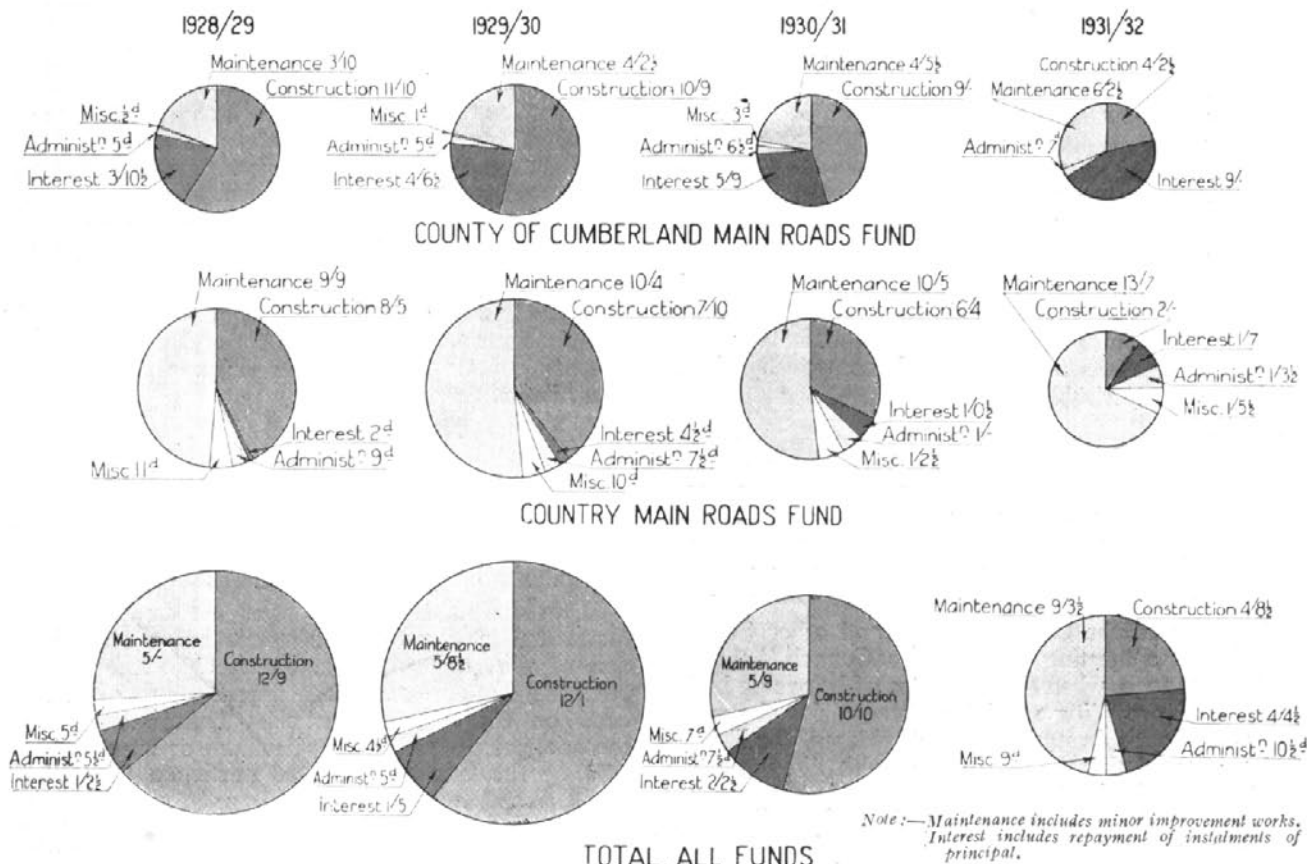 1928/29
1929/30
1930/31
1931/32
Maintenance 3/10
Construction 11/10
Misc. ½d
Administⁿ 5d
Interest 3/10½
Maintenance 4/2½
Construction 10/9
Misc. 1d
Administⁿ 5d
Interest 4/6½
Maintenance 4/5½
Construction 9/-
Misc. 3d
Administⁿ 6½d
Interest 5/9
Construction 4/2½
Maintenance 6/2½
Administⁿ 7d
Interest 9/-
COUNTY OF CUMBERLAND MAIN ROADS FUND
Maintenance 9/9
Construction 8/5
Interest 2d
Administⁿ 9d
Misc. 11d
Maintenance 10/4
Construction 7/10
Interest 4½d
Administⁿ 7½d
Misc. 10d
Maintenance 10/5
Construction 6/4
Interest 1/0½
Administⁿ 1/-
Misc. 1/2½
Maintenance 13/7
Construction 2/-
Interest 1/7
Administⁿ 1/3½
Misc. 1/5½
COUNTRY MAIN ROADS FUND
Maintenance
5/-
Construction
12/9
Misc. 5d
Administⁿ 5½d
Interest 1/2½
Maintenance
5/8½
Construction
12/1
Misc. 4½d
Administⁿ 5d
Interest 1/5
Maintenance
5/9
Construction
10/10
Misc. 7d
Administⁿ 7½d
Interest 2/2½
Maintenance 9/3½
Construction 4/8½
Interest 4/4½
Administⁿ 10½d
Misc. 9d
Note:—Maintenance includes minor improvement works.
Interest includes repayment of instalments of
principal.
TOTAL ALL FUNDS